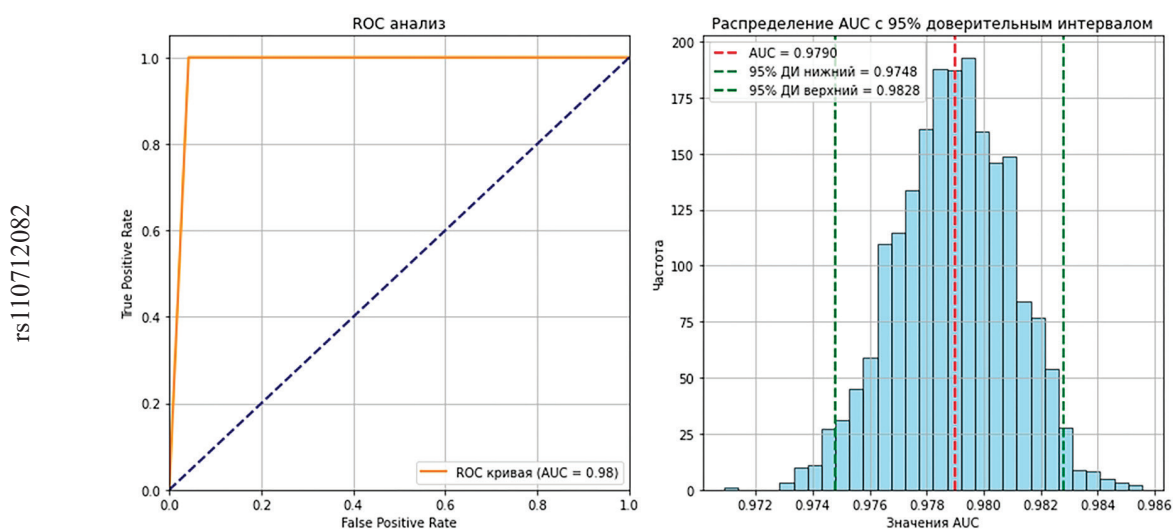 rs110712082
ROC анализ
True Positive Rate
1.0
0.8
0.6
0.4
0.2
0.0
0.0 0.2 0.4 0.6 0.8 1.0
False Positive Rate
ROC кривая (AUC = 0.98)
Распределение AUC с 95% доверительным интервалом
Частота
200
175
150
125
100
75
50
25
0
AUC = 0.9790
95% ДИ нижний = 0.9748
95% ДИ верхний = 0.9828
0.972 0.974 0.976 0.978 0.980 0.982 0.984 0.986
Значения AUC